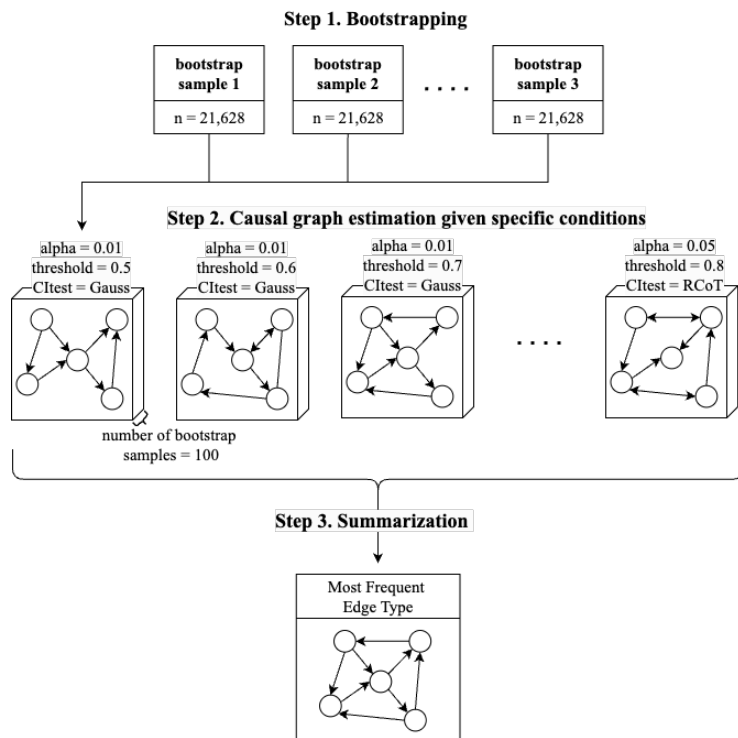 Step 1. Bootstrapping
bootstrap
sample 1
n = 21,628
bootstrap
sample 2
n = 21,628
. . . .
bootstrap
sample 3
n = 21,628
Step 2. Causal graph estimation given specific conditions
alpha = 0.01
threshold = 0.5
CItest = Gauss
alpha = 0.01
threshold = 0.6
CItest = Gauss
alpha = 0.01
threshold = 0.7
CItest = Gauss
. . . .
alpha = 0.05
threshold = 0.8
CItest = RCoT
number of bootstrap
samples = 100
Step 3. Summarization
Most Frequent
Edge Type